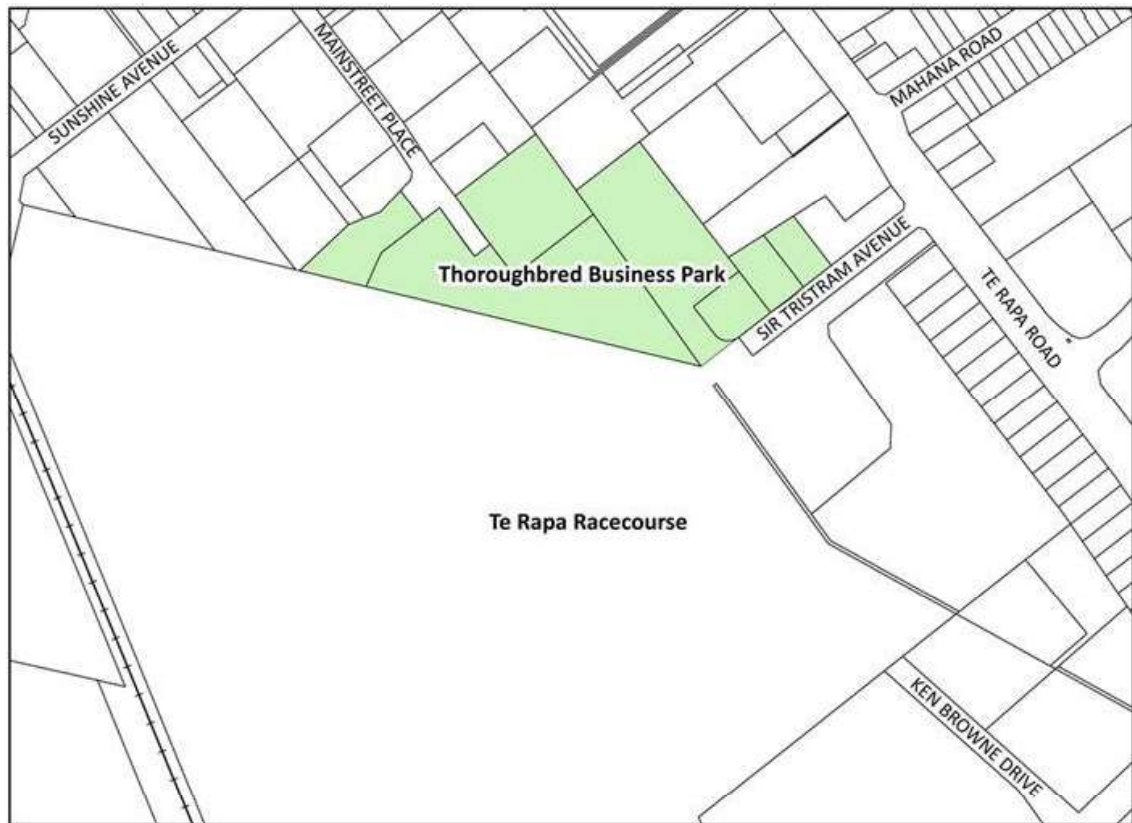 SUNSHINE AVENUE
MAINSTREET PLACE
MAHANA ROAD
Thoroughbred Business Park
SIR TRISTRAM AVENUE
TE RAPA ROAD
Te Rapa Racecourse
KEN BROWNE DRIVE